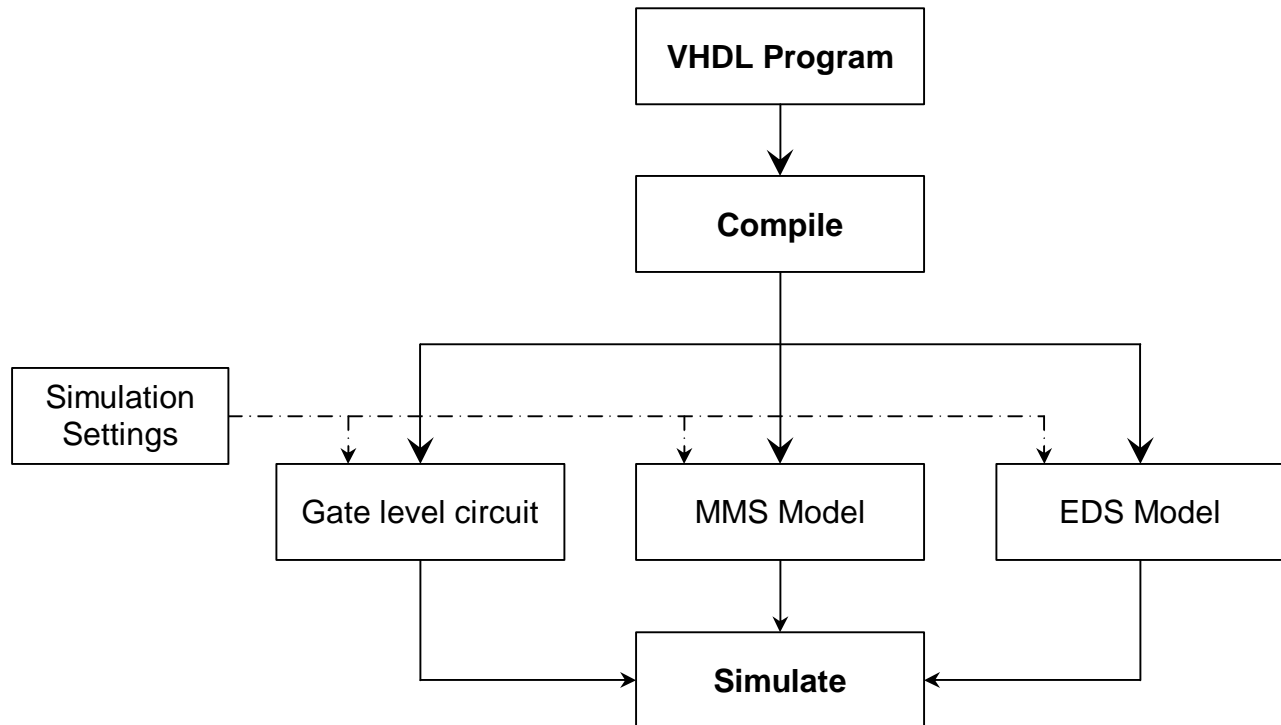 VHDL Program
Compile
Simulation
Settings
Gate level circuit
MMS Model
EDS Model
Simulate